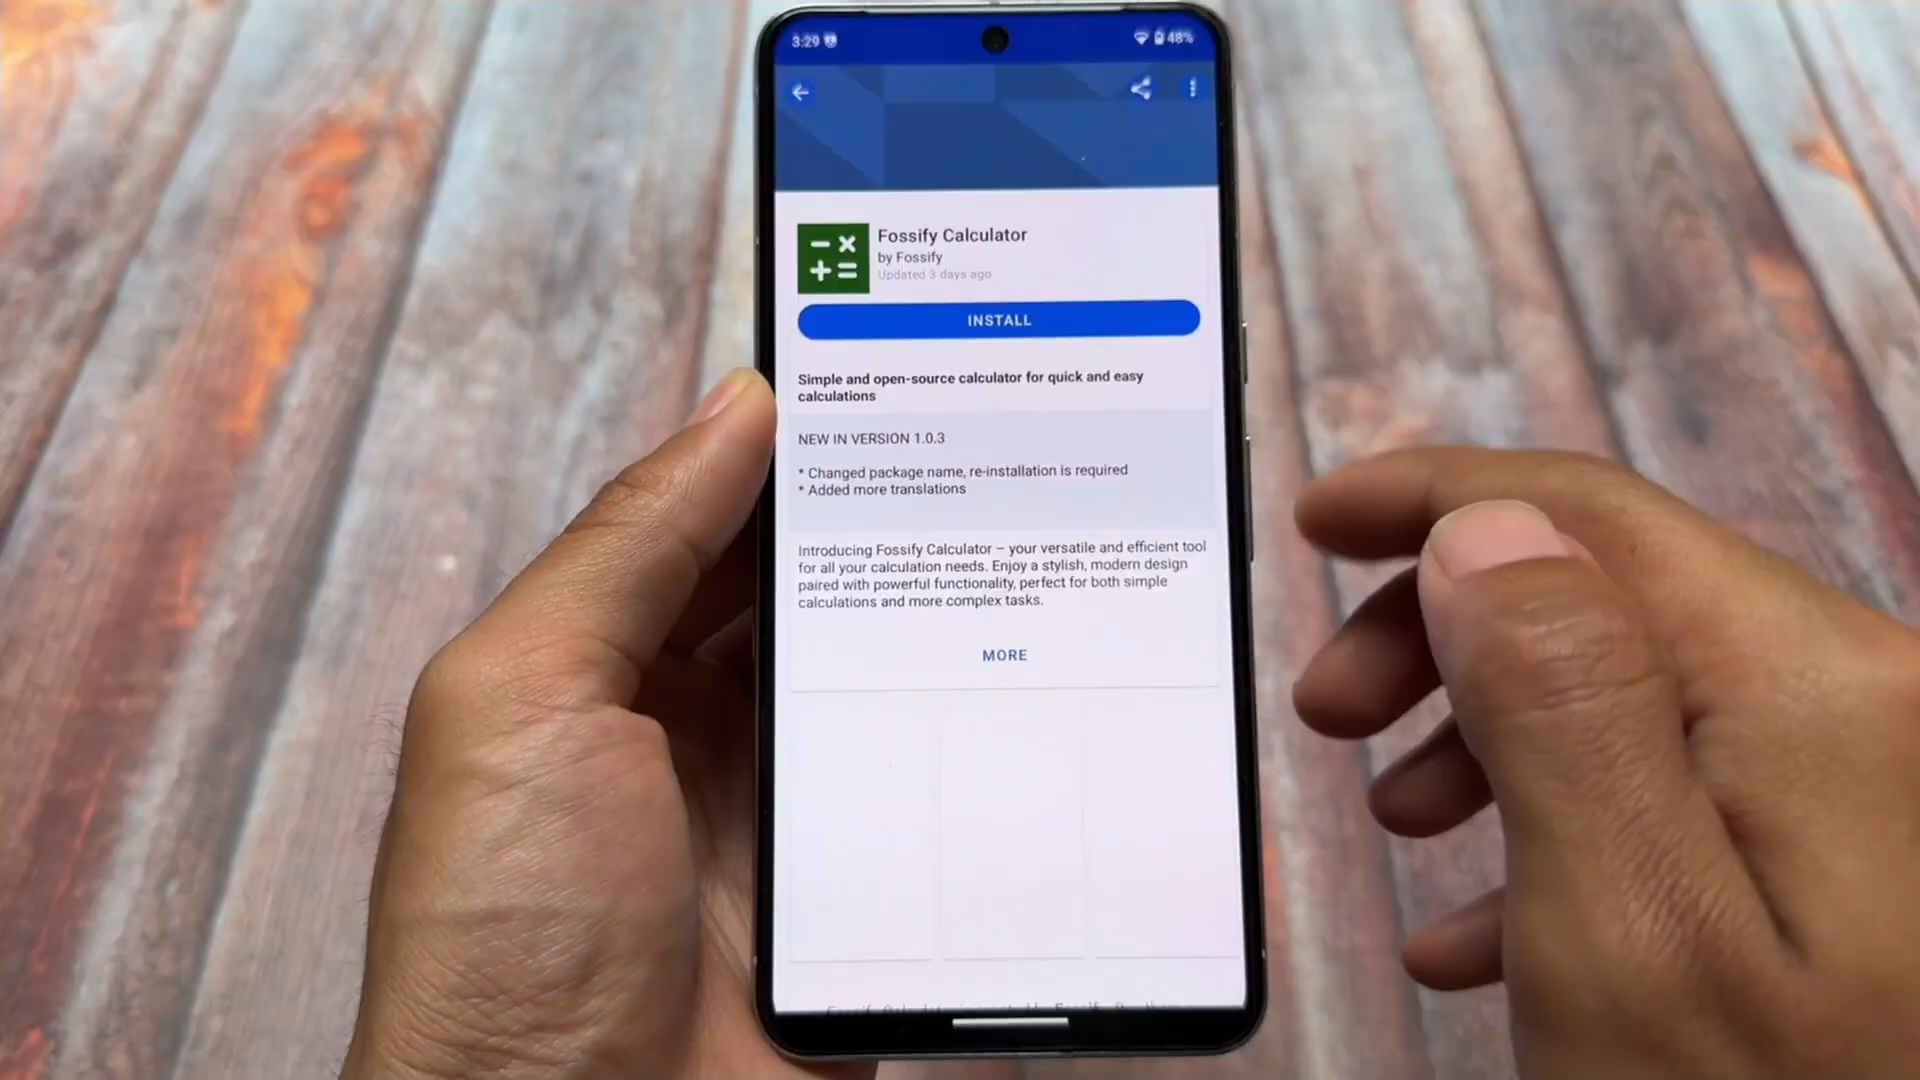 3:29
48%
Fossify Calculator
by Fossify
Updated 3 days ago
INSTALL
Simple and open-source calculator for quick and easy
calculations
NEW IN VERSION 1.0.3
* Changed package name, re-installation is required
* Added more translations
Introducing Fossify Calculator – your versatile and efficient tool
for all your calculation needs. Enjoy a stylish, modern design
paired with powerful functionality, perfect for both simple
calculations and more complex tasks.
MORE